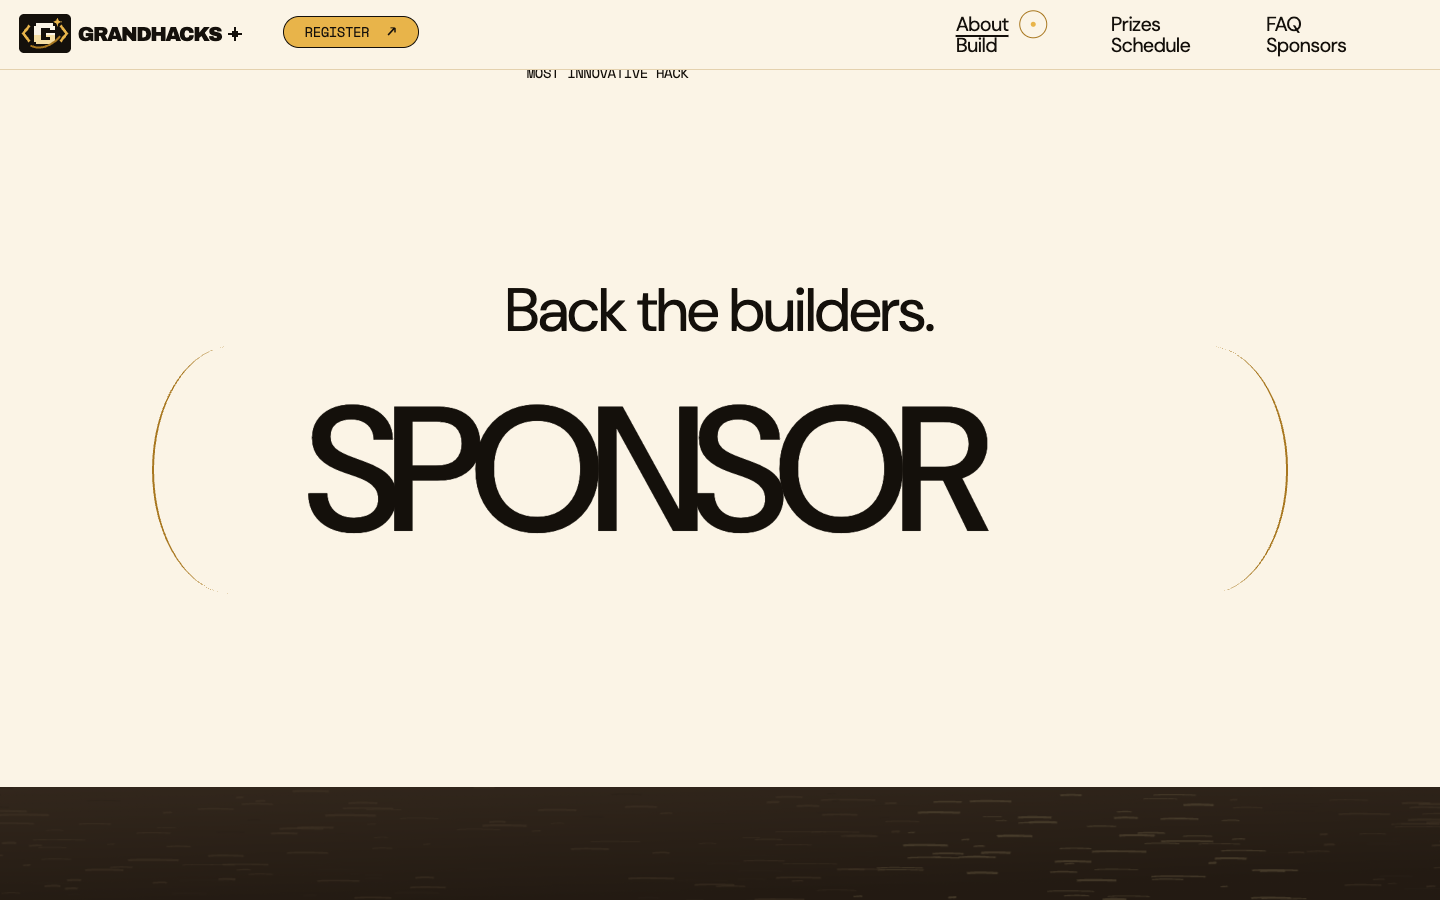 GRANDHACKS +
REGISTER ↗
About
Build
Prizes
Schedule
FAQ
Sponsors
MOST INNOVATIVE HACK
Back the builders.
SPONSOR